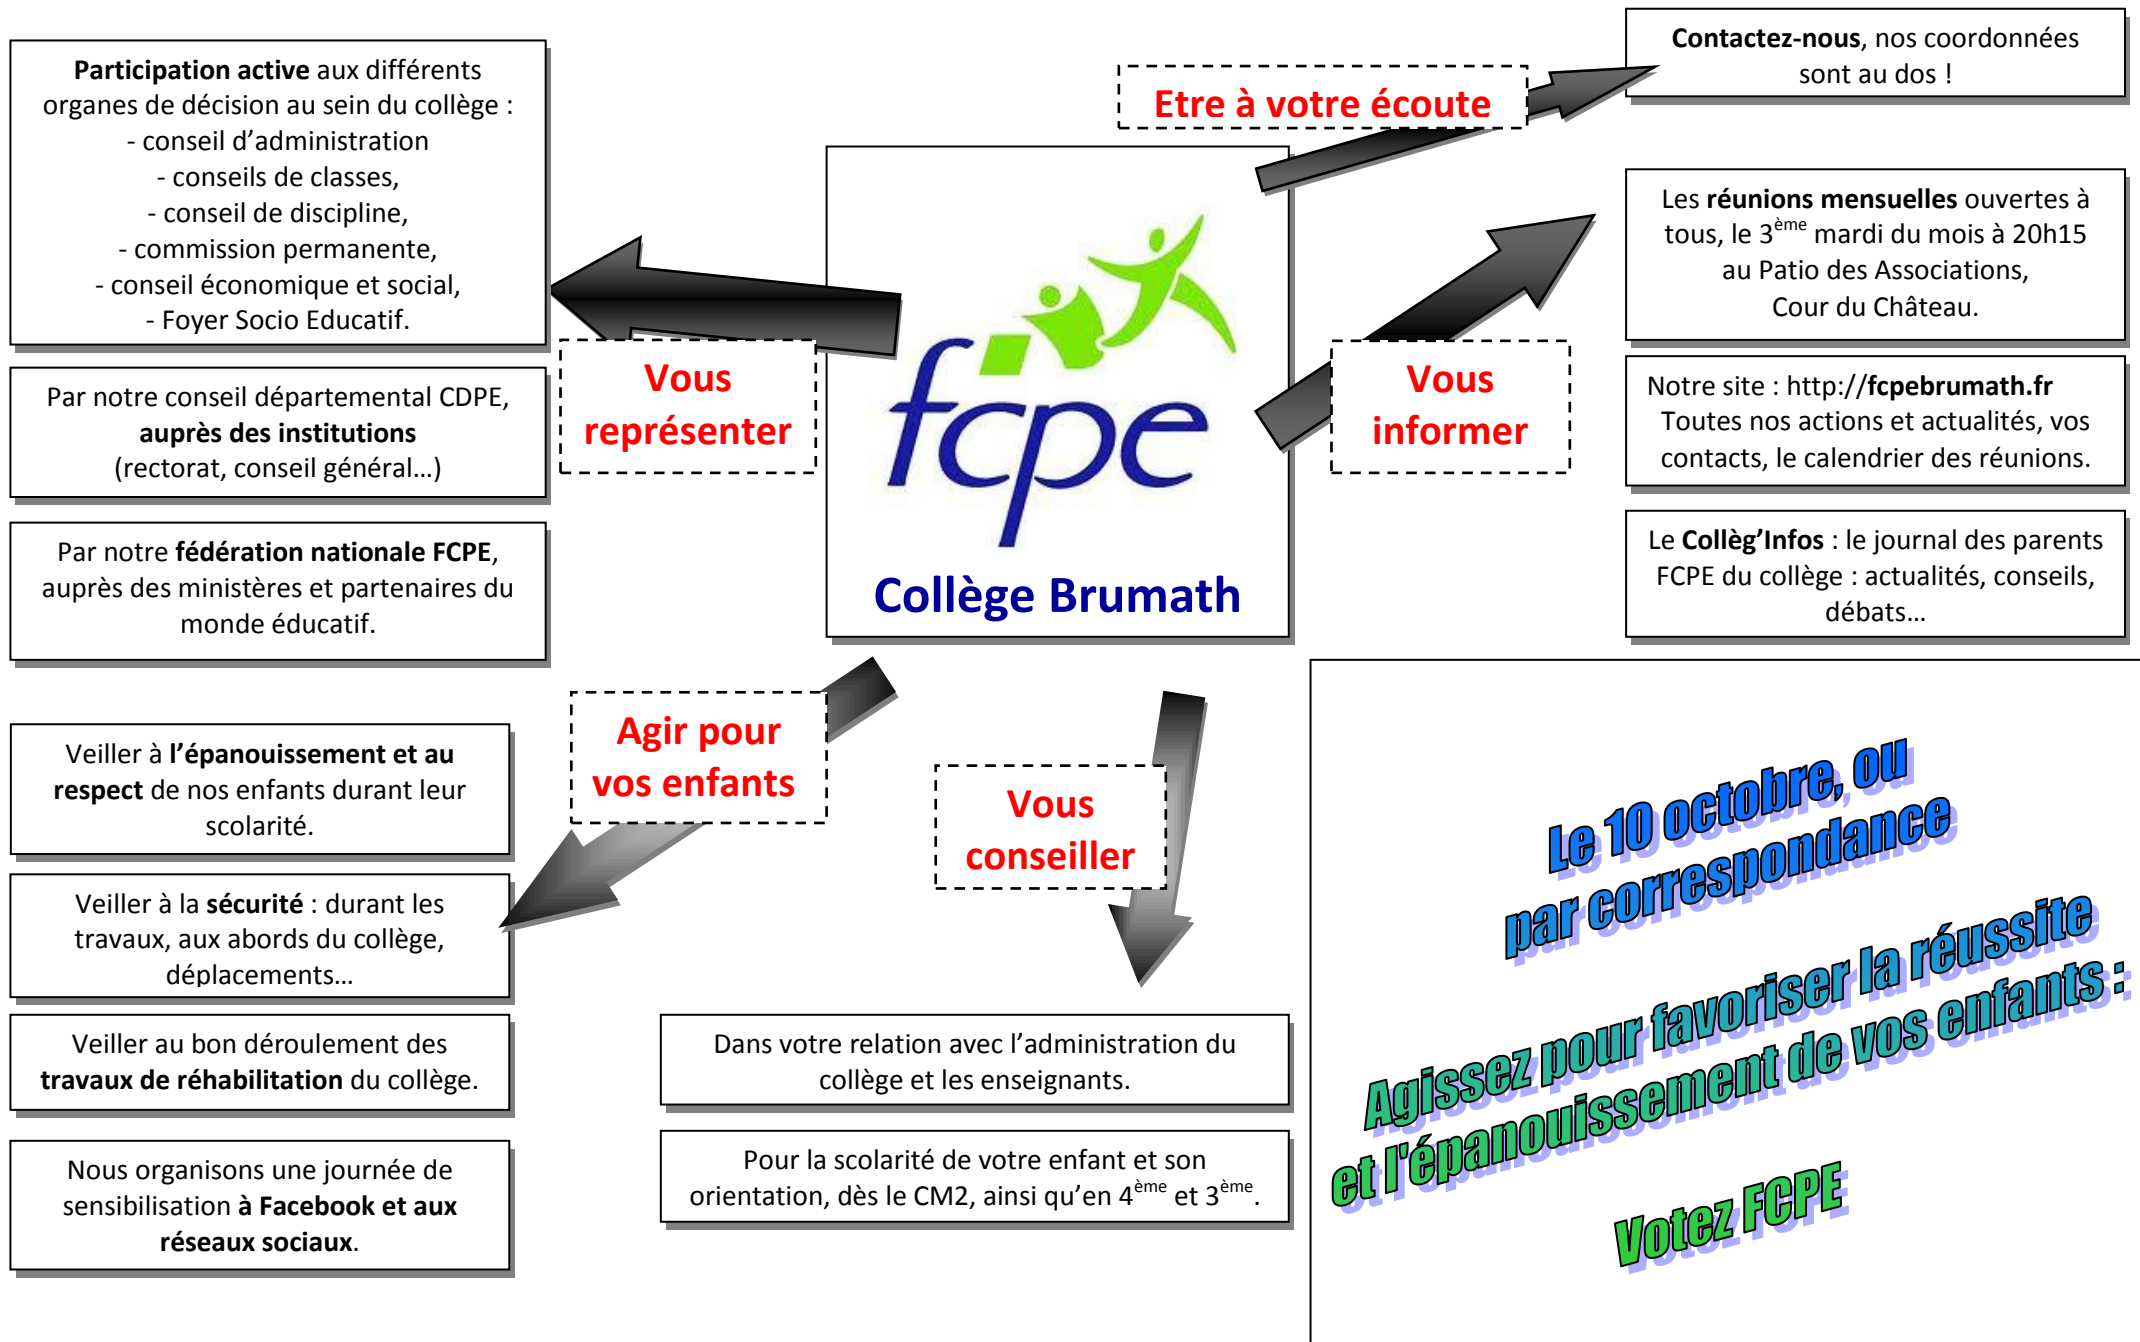 Participation active aux différents
organes de décision au sein du collège :
- conseil d’administration
- conseils de classes,
- conseil de discipline,
- commission permanente,
- conseil économique et social,
- Foyer Socio Educatif.
Par notre conseil départemental CDPE,
auprès des institutions
(rectorat, conseil général…)
Par notre fédération nationale FCPE,
auprès des ministères et partenaires du
monde éducatif.
Vous
représenter
fcpe
Collège Brumath
Etre à votre écoute
Contactez-nous, nos coordonnées
sont au dos !
Vous
informer
Les réunions mensuelles ouvertes à
tous, le 3ème mardi du mois à 20h15
au Patio des Associations,
Cour du Château.
Notre site : http://fcpebrumath.fr
Toutes nos actions et actualités, vos
contacts, le calendrier des réunions.
Le Collèg’Infos : le journal des parents
FCPE du collège : actualités, conseils,
débats…
Agir pour
vos enfants
Veiller à l’épanouissement et au
respect de nos enfants durant leur
scolarité.
Veiller à la sécurité : durant les
travaux, aux abords du collège,
déplacements…
Veiller au bon déroulement des
travaux de réhabilitation du collège.
Nous organisons une journée de
sensibilisation à Facebook et aux
réseaux sociaux.
Vous
conseiller
Dans votre relation avec l’administration du
collège et les enseignants.
Pour la scolarité de votre enfant et son
orientation, dès le CM2, ainsi qu’en 4ème et 3ème.
Le 10 octobre, ou
par correspondance
Agissez pour favoriser la réussite
et l'épanouissement de vos enfants :
Votez FCPE